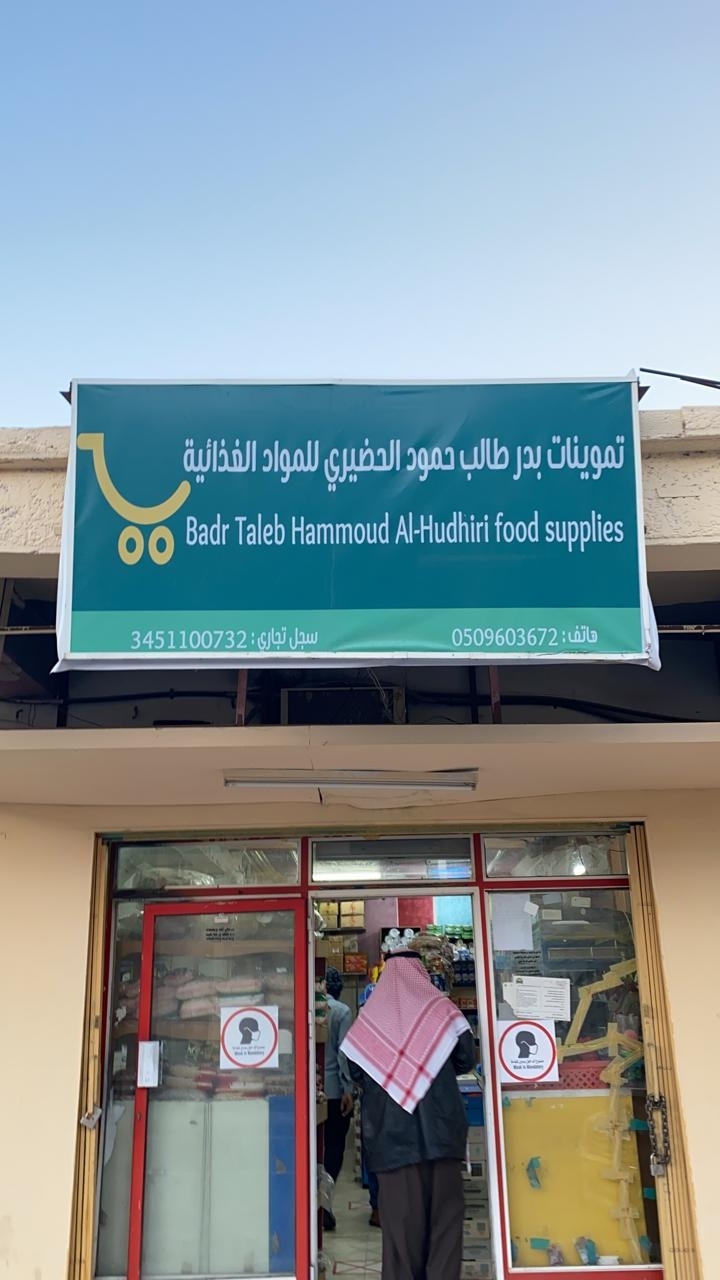 تموينات بدر طالب حمود الحضيري للمواد الغذائية
Badr Taleb Hammoud Al-Hudhiri food supplies
هاتف : 0509603672
سجل تجاري : 3451100732
Mask is Mandatory
Mask is Mandatory